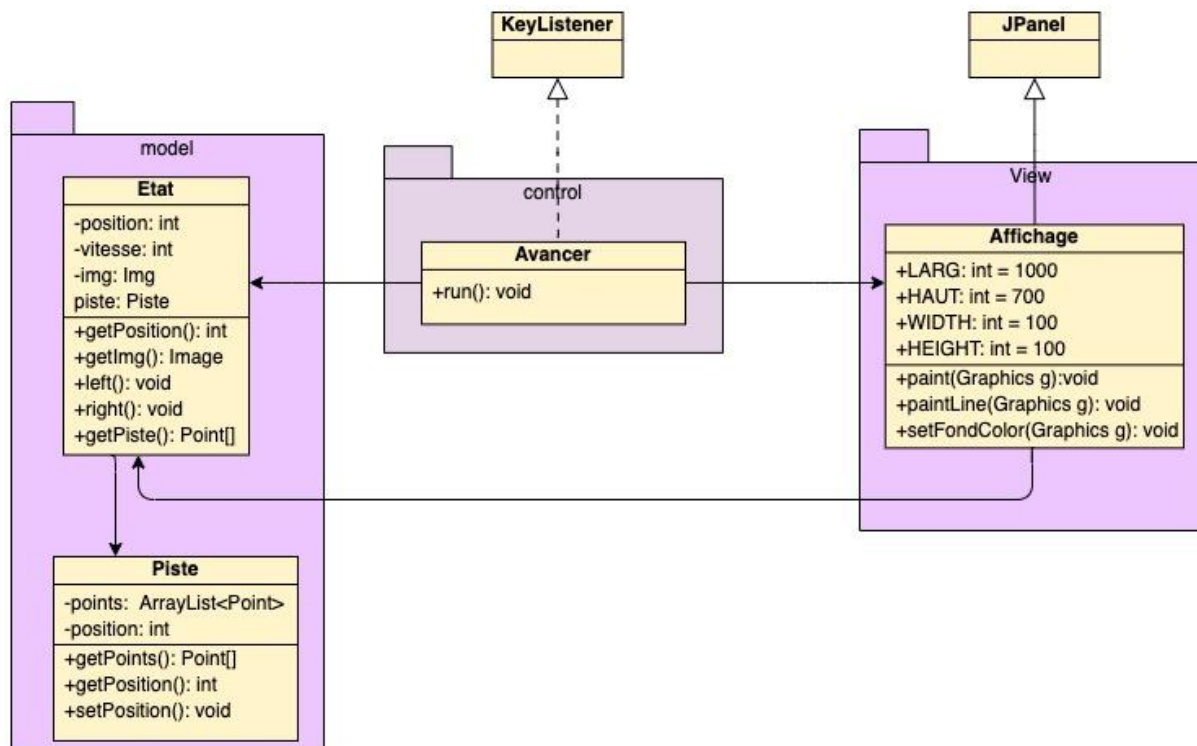 KeyListener
JPanel
model
Etat
-position: int
-vitesse: int
-img: Img
piste: Piste
+getPosition(): int
+getImg(): Image
+left(): void
+right(): void
+getPiste(): Point[]
Piste
-points:  ArrayList<Point>
-position: int
+getPoints(): Point[]
+getPosition(): int
+setPosition(): void
control
Avancer
+run(): void
View
Affichage
+LARG: int = 1000
+HAUT: int = 700
+WIDTH: int = 100
+HEIGHT: int = 100
+paint(Graphics g):void
+paintLine(Graphics g): void
+setFondColor(Graphics g): void